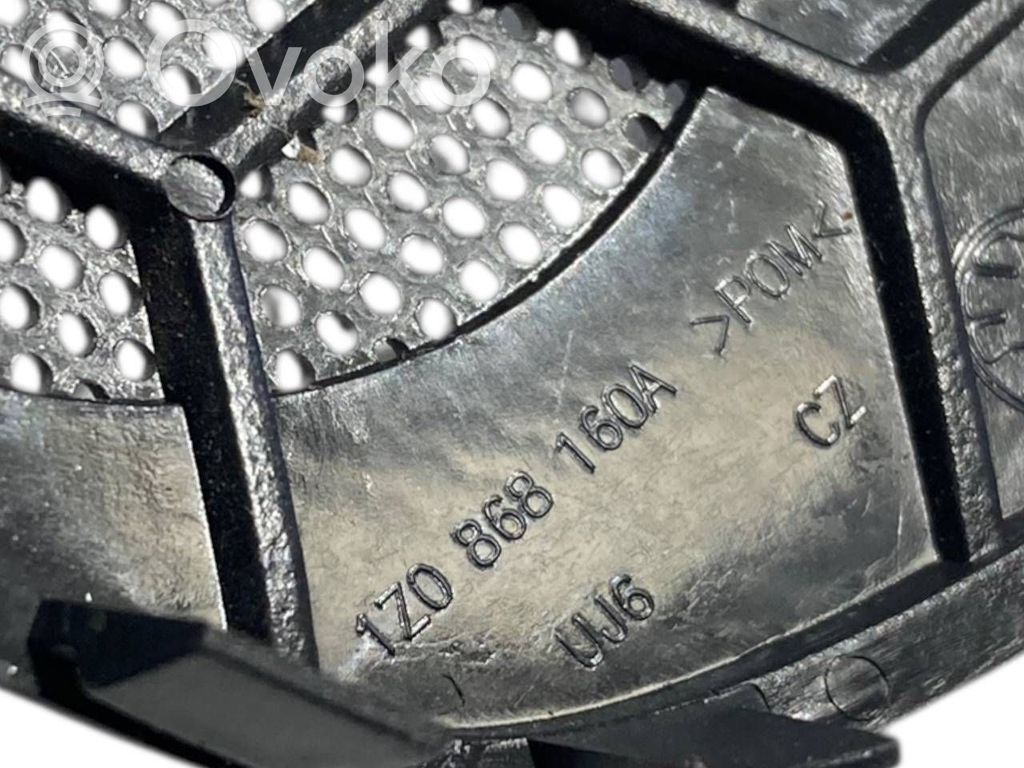 Ovoko
>POM<
1Z0 868 160A
CZ
UJ6